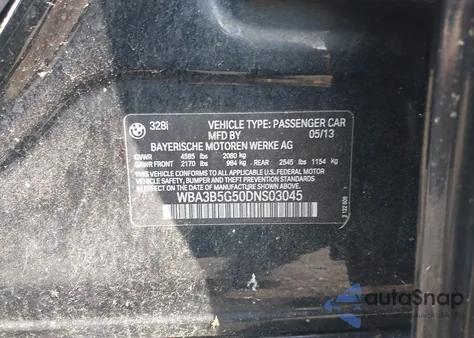 328i VEHICLE TYPE: PASSENGER CAR
MFD BY 05/13
BAYERISCHE MOTOREN WERKE AG
GVWR 4585 lbs 2080 kg
GVWR FRONT 2170 lbs 984 kg REAR 2545 lbs 1154 kg
THIS VEHICLE CONFORMS TO ALL APPLICABLE U.S. FEDERAL MOTOR
VEHICLE SAFETY, BUMPER AND THEFT PREVENTION STANDARDS IN
EFFECT ON THE DATE OF MANUFACTURE SHOWN ABOVE.
WBA3B5G50DNS03045
autoSnap